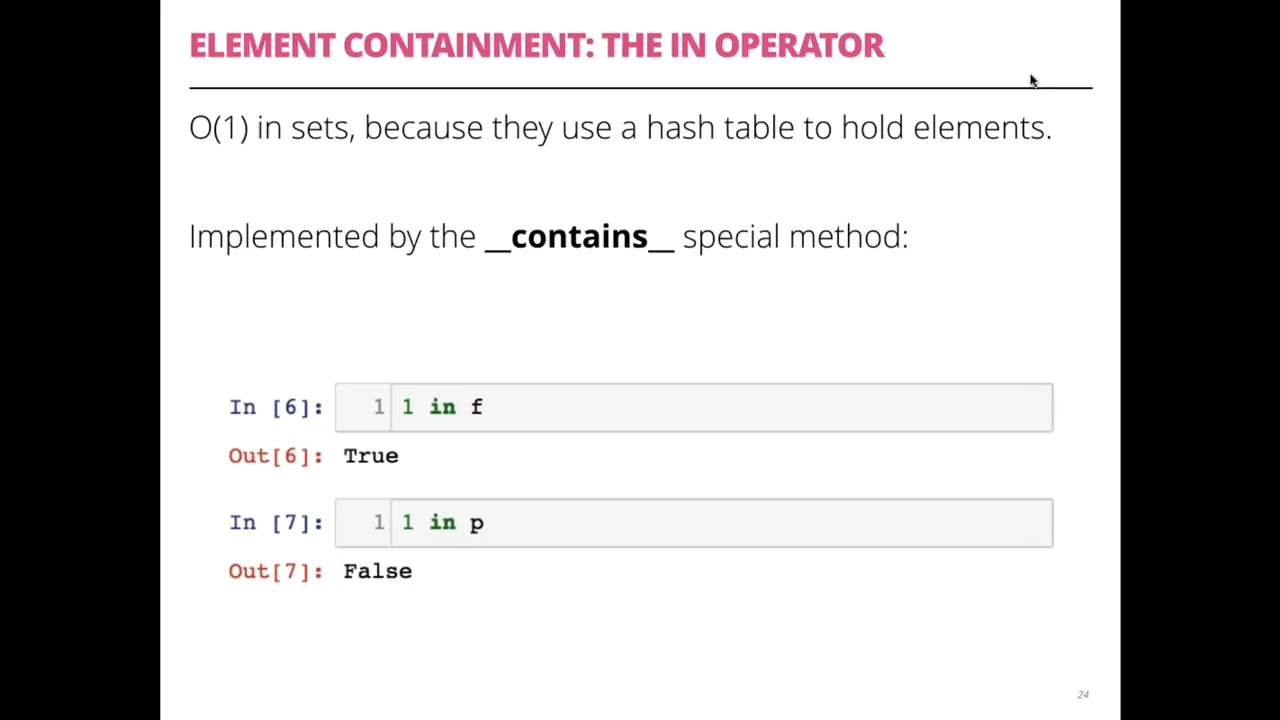 ELEMENT CONTAINMENT: THE IN OPERATOR
O(1) in sets, because they use a hash table to hold elements.
Implemented by the __contains__ special method:
In [6]: 1 1 in f
Out[6]: True
In [7]: 1 1 in p
Out[7]: False
24